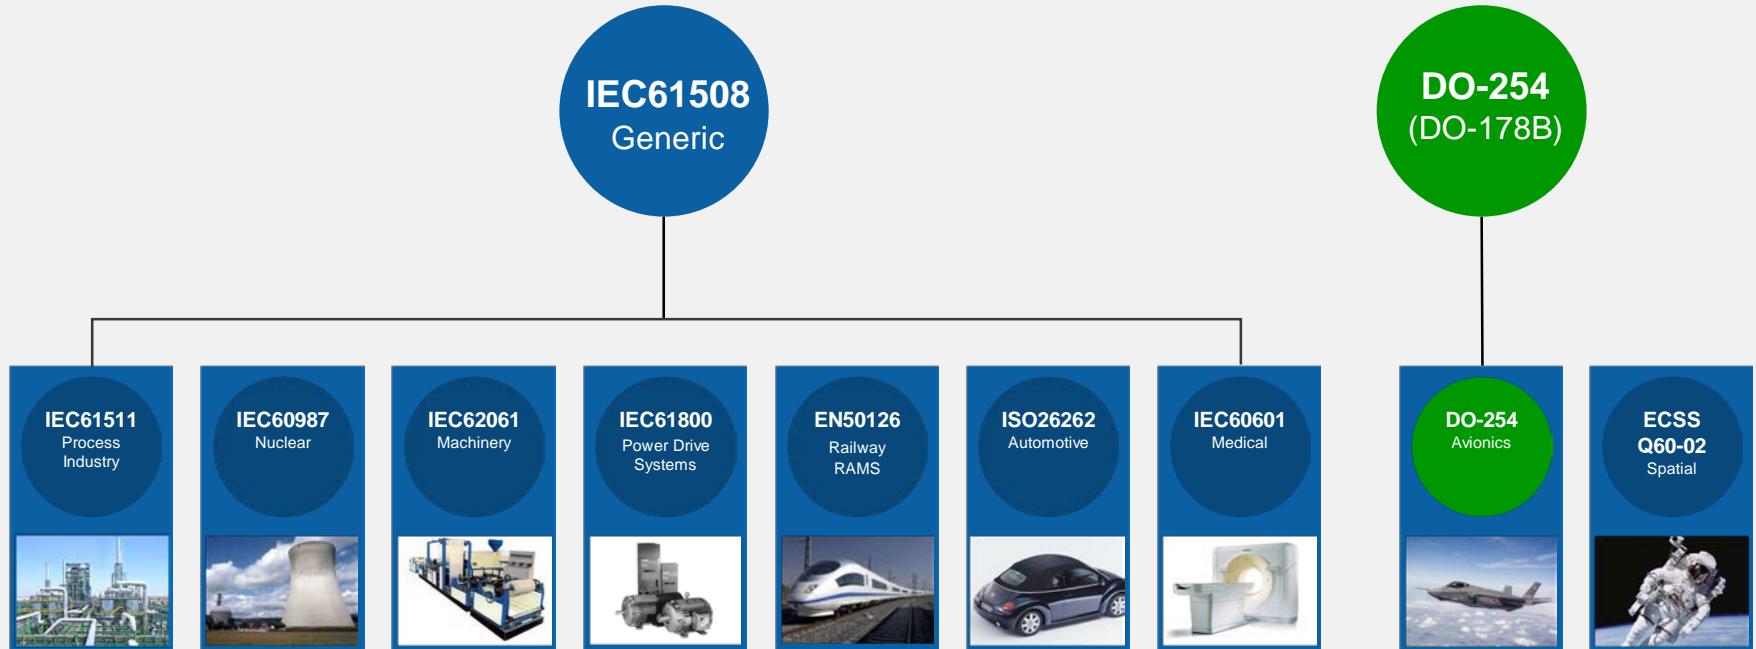 IEC61508
Generic
DO-254
(DO-178B)
IEC61511
Process
Industry
IEC60987
Nuclear
IEC62061
Machinery
IEC61800
Power Drive
Systems
EN50126
Railway
RAMS
ISO26262
Automotive
IEC60601
Medical
DO-254
Avionics
ECSS
Q60-02
Spatial